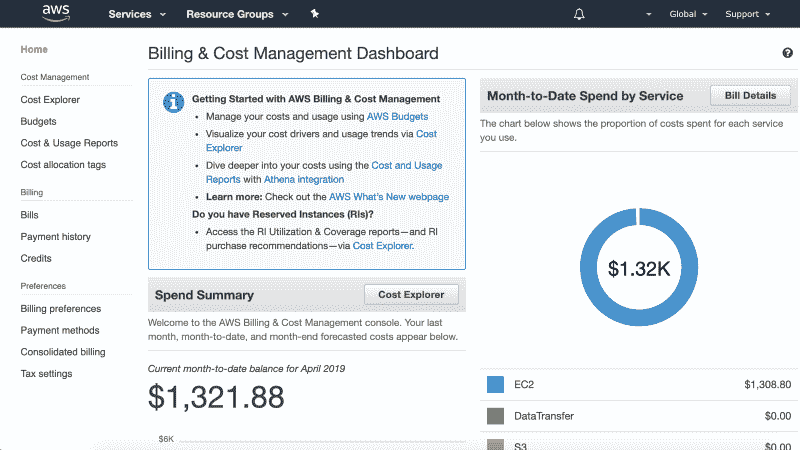 aws
Services
Resource Groups
Global
Support
Home
Cost Management
Cost Explorer
Budgets
Cost & Usage Reports
Cost allocation tags
Billing
Bills
Payment history
Credits
Preferences
Billing preferences
Payment methods
Consolidated billing
Tax settings
Billing & Cost Management Dashboard
?
i
Getting Started with AWS Billing & Cost Management
• Manage your costs and usage using AWS Budgets
• Visualize your cost drivers and usage trends via Cost
Explorer
• Dive deeper into your costs using the Cost and Usage
Reports with Athena integration
• Learn more: Check out the AWS What's New webpage
Do you have Reserved Instances (RIs)?
• Access the RI Utilization & Coverage reports—and RI
purchase recommendations—via Cost Explorer.
Spend Summary
Cost Explorer
Welcome to the AWS Billing & Cost Management console. Your last
month, month-to-date, and month-end forecasted costs appear below.
Current month-to-date balance for April 2019
$1,321.88
$6K
Month-to-Date Spend by Service
Bill Details
The chart below shows the proportion of costs spent for each service
you use.
$1.32K
EC2 $1,308.80
DataTransfer $0.00
S3 $0.00